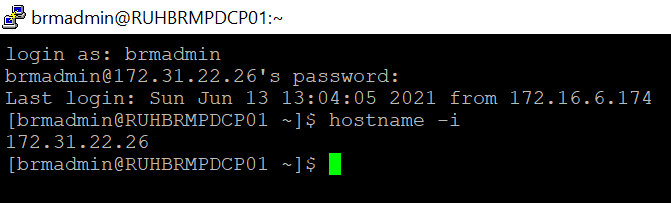 brmadmin@RUHBRMPDCP01:~
login as: brmadmin
brmadmin@172.31.22.26's password:
Last login: Sun Jun 13 13:04:05 2021 from 172.16.6.174
[brmadmin@RUHBRMPDCP01 ~]$ hostname -i
172.31.22.26
[brmadmin@RUHBRMPDCP01 ~]$